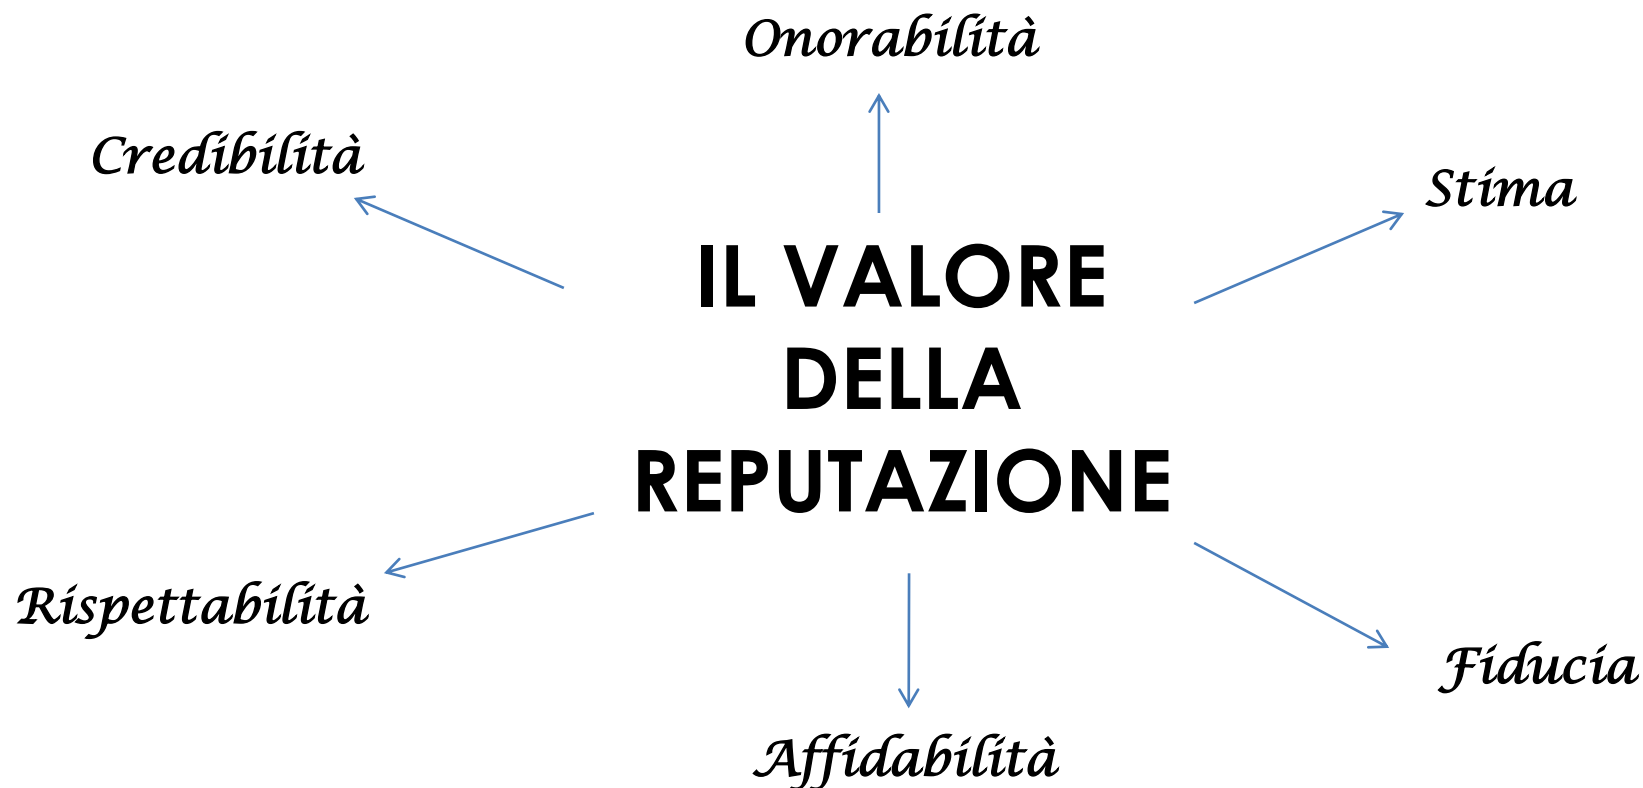 Onorabilità
Credibilità
Stima
IL VALORE
DELLA
REPUTAZIONE
Rispettabilità
Fiducia
Affidabilità